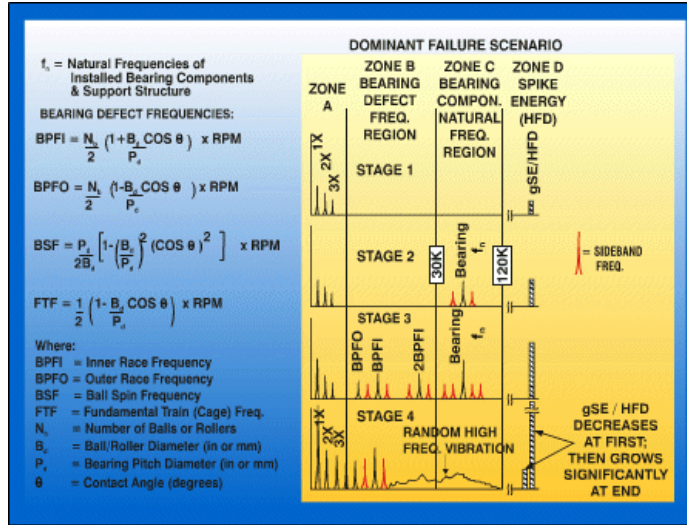 fn = Natural Frequencies of
Installed Bearing Components
& Support Structure
BEARING DEFECT FREQUENCIES:
BPFI = Nb/2 (1+Bd/Pd COS θ) x RPM
BPFO = Nb/2 (1-Bd/Pd COS θ) x RPM
BSF = Pd/2Bd [1-(Bd/Pd)² (COS θ)²] x RPM
FTF = 1/2 (1- Bd/Pd COS θ) x RPM
Where:
BPFI = Inner Race Frequency
BPFO = Outer Race Frequency
BSF = Ball Spin Frequency
FTF = Fundamental Train (Cage) Freq.
Nb = Number of Balls or Rollers
Bd = Ball/Roller Diameter (in or mm)
Pd = Bearing Pitch Diameter (in or mm)
θ = Contact Angle (degrees)
DOMINANT FAILURE SCENARIO
ZONE A
ZONE B
BEARING
DEFECT
FREQ.
REGION
ZONE C
BEARING
COMPON.
NATURAL
FREQ.
REGION
ZONE D
SPIKE
ENERGY
(HFD)
1X
2X
3X
STAGE 1
gSE/HFD
STAGE 2
30K
Bearing fn
120K
= SIDEBAND
FREQ.
STAGE 3
BPFO
BPFI
2BPFI
Bearing fn
STAGE 4
1X
2X
3X
RANDOM HIGH
FREQ. VIBRATION
gSE / HFD
DECREASES
AT FIRST;
THEN GROWS
SIGNIFICANTLY
AT END